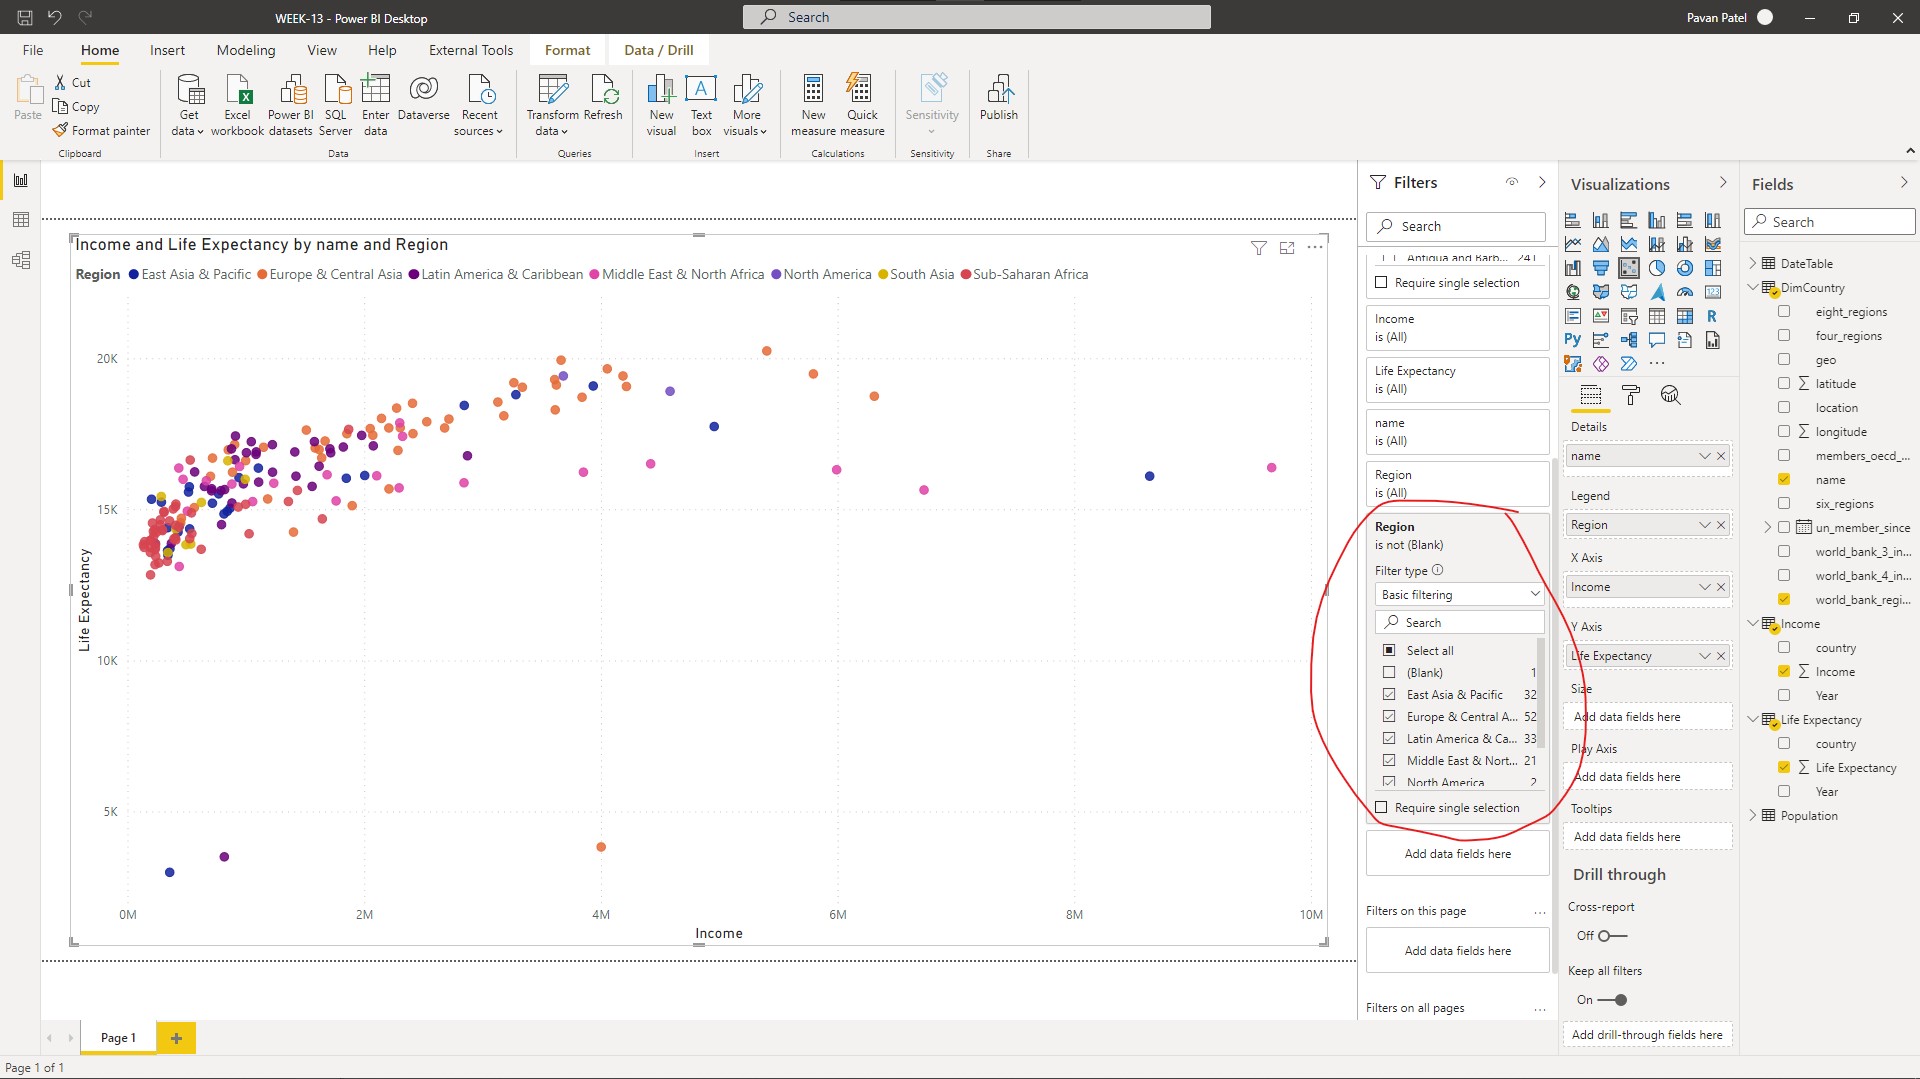 WEEK-13 - Power BI Desktop
Search
Pavan Patel
File
Home
Insert
Modeling
View
Help
External Tools
Format
Data / Drill
Paste
Cut
Copy
Format painter
Clipboard
Get data
Excel workbook
Power BI datasets
SQL Server
Enter data
Dataverse
Recent sources
Data
Transform data
Refresh
Queries
New visual
A
Text box
More visuals
Insert
New measure
Quick measure
Calculations
Sensitivity
Sensitivity
Publish
Share
Income and Life Expectancy by name and Region
Region East Asia & Pacific Europe & Central Asia Latin America & Caribbean Middle East & North Africa North America South Asia Sub-Saharan Africa
20K
15K
10K
5K
Life Expectancy
0M 2M 4M 6M 8M 10M
Income
Filters
Search
Antigua and Barb... 241
Require single selection
Income
is (All)
Life Expectancy
is (All)
name
is (All)
Region
is (All)
Region
is not (Blank)
Filter type
Basic filtering
Search
Select all
(Blank) 1
East Asia & Pacific 32
Europe & Central A... 52
Latin America & Ca... 33
Middle East & Nort... 21
North America 2
Require single selection
Add data fields here
Filters on this page ...
Add data fields here
Filters on all pages ...
Visualizations
123
R
Py
...
Details
name
Legend
Region
X Axis
Income
Y Axis
Life Expectancy
Size
Add data fields here
Play Axis
Add data fields here
Tooltips
Add data fields here
Drill through
Cross-report
Off
Keep all filters
On
Add drill-through fields here
Fields
Search
DateTable
DimCountry
eight_regions
four_regions
geo
∑ latitude
location
∑ longitude
members_oecd_...
name
six_regions
un_member_since
world_bank_3_in...
world_bank_4_in...
world_bank_regi...
Income
country
∑ Income
Year
Life Expectancy
country
∑ Life Expectancy
Year
Population
Page 1
+
Page 1 of 1